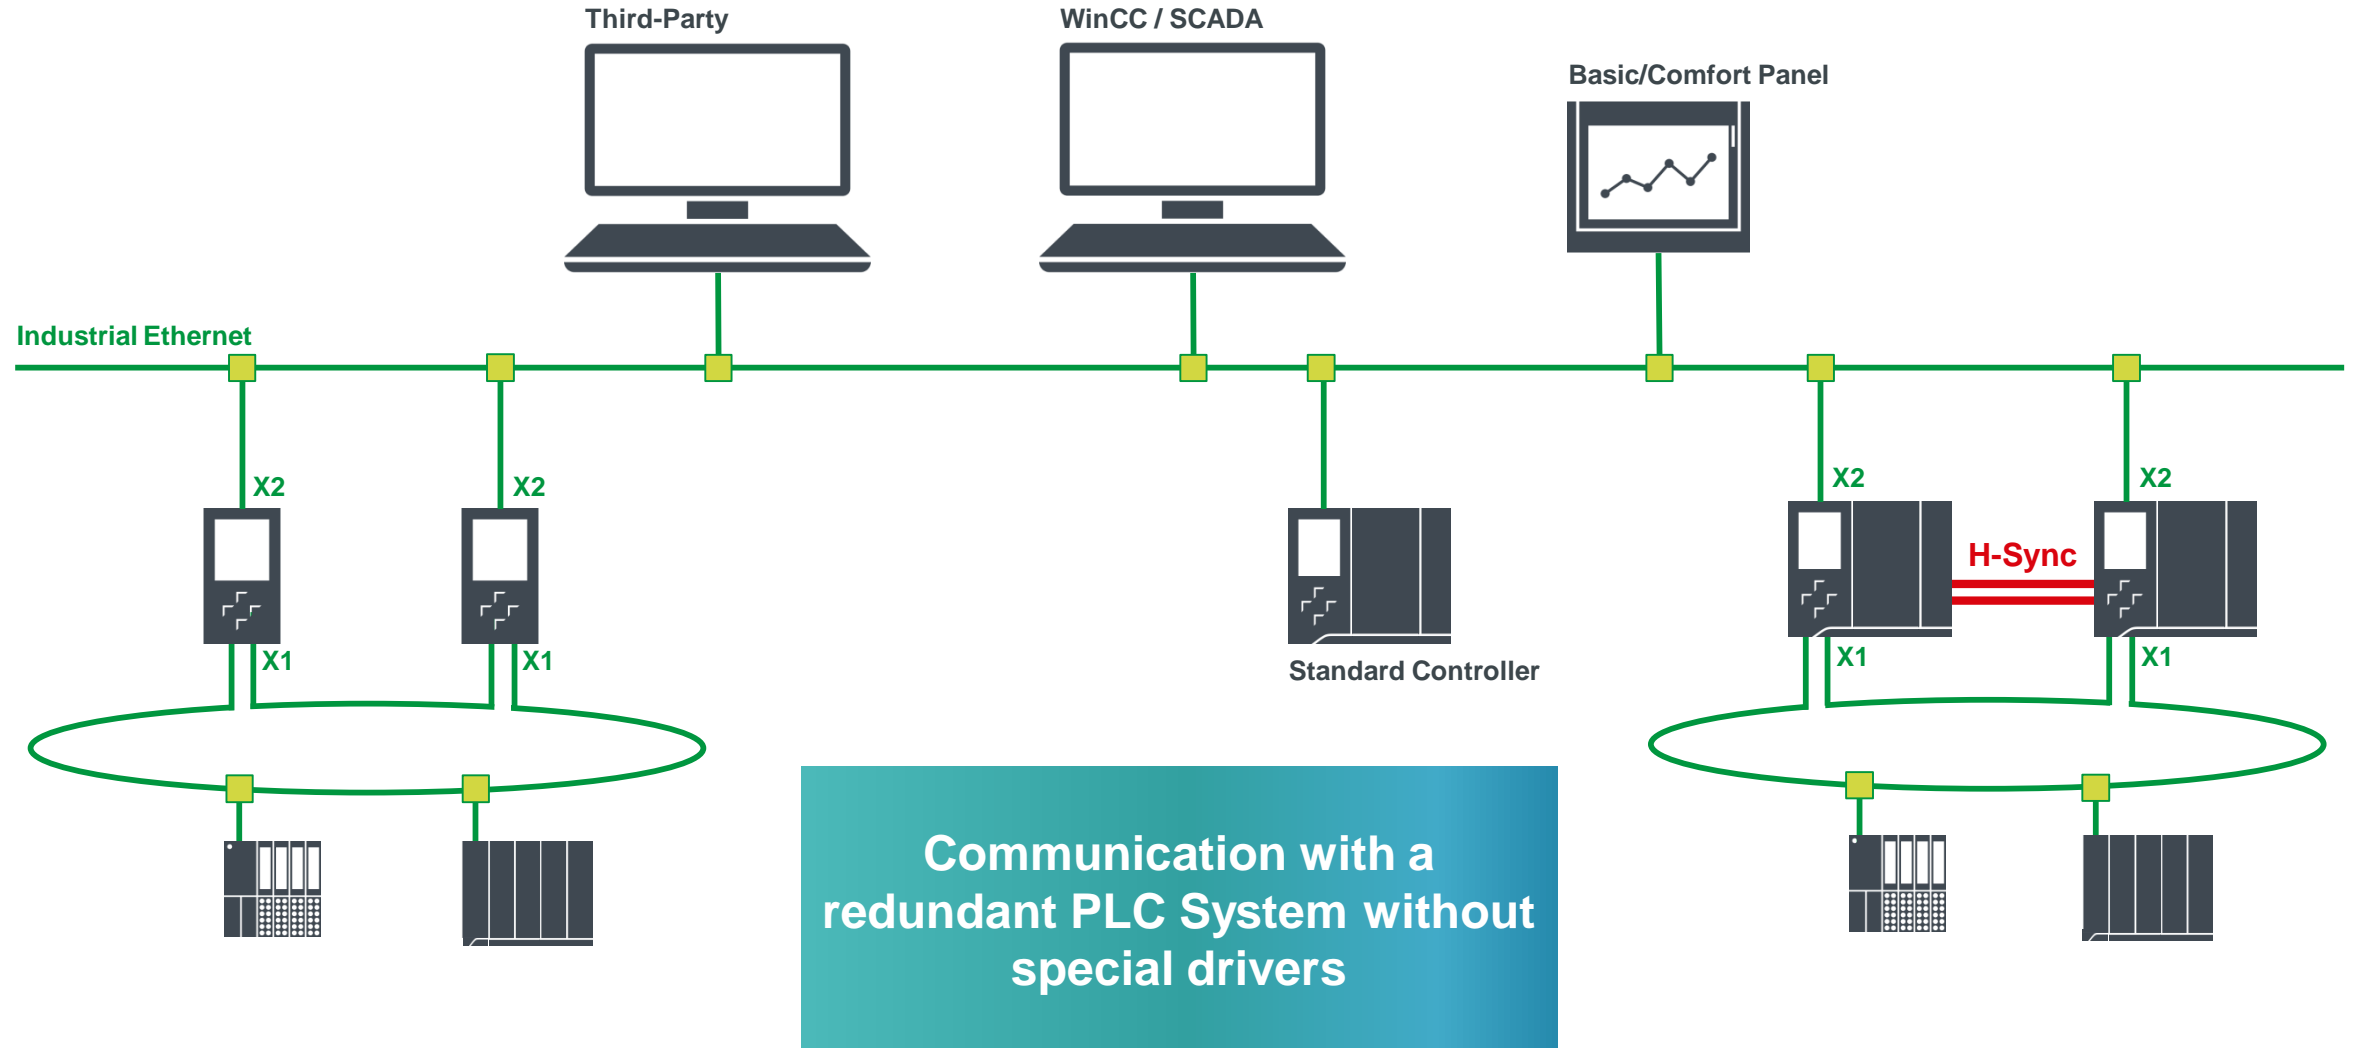 Third-Party
WinCC / SCADA
Basic/Comfort Panel
Industrial Ethernet
X2
X2
X2
X2
H-Sync
X1
X1
X1
X1
Standard Controller
Communication with a
redundant PLC System without
special drivers